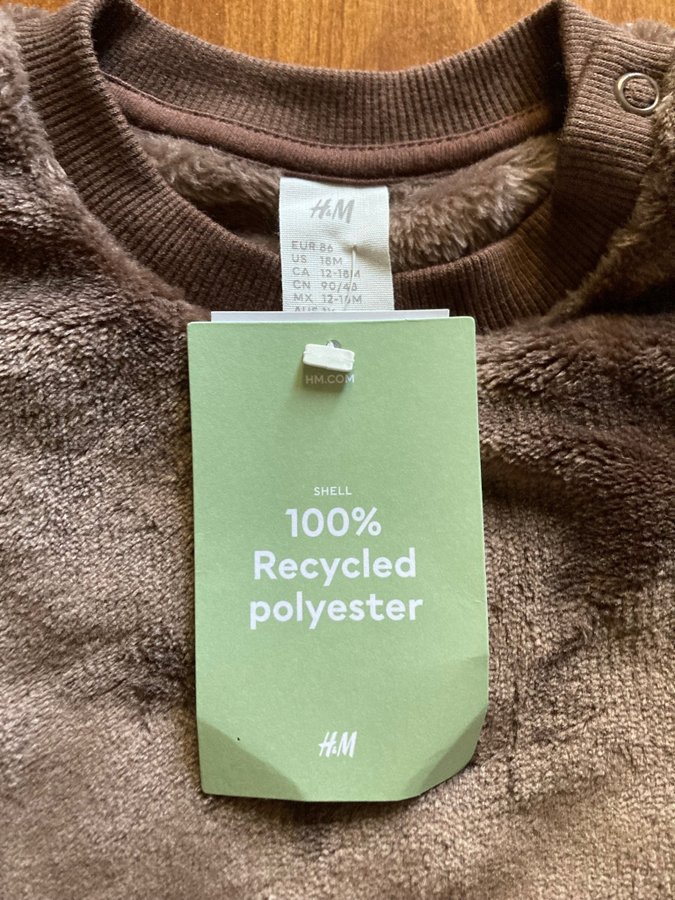 H&M
EUR 86
US 18M
CA 12-18M
CN 90/48
MX 12-18M
HM.COM
SHELL
100%
Recycled
polyester
H&M